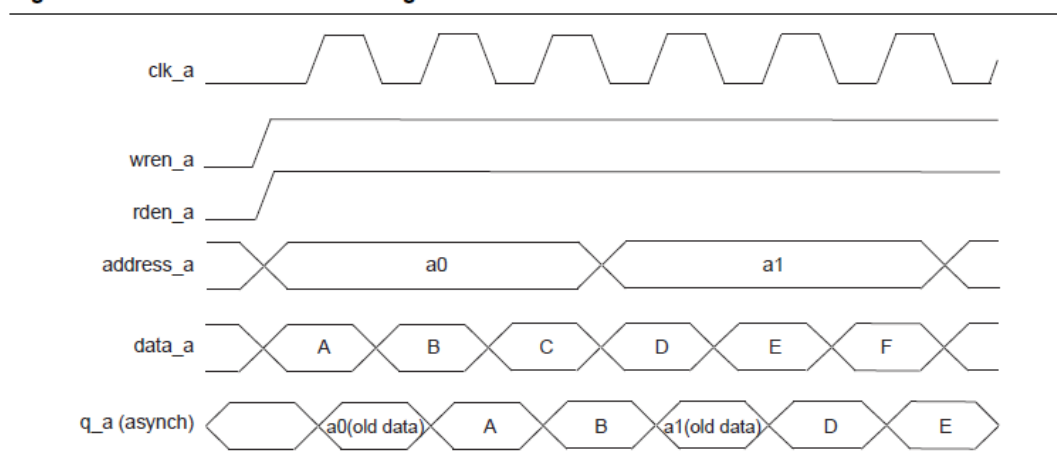 clk_a
wren_a
rden_a
address_a a0 a1
data_a A B C D E F
q_a (asynch) a0(old data) A B a1(old data) D E